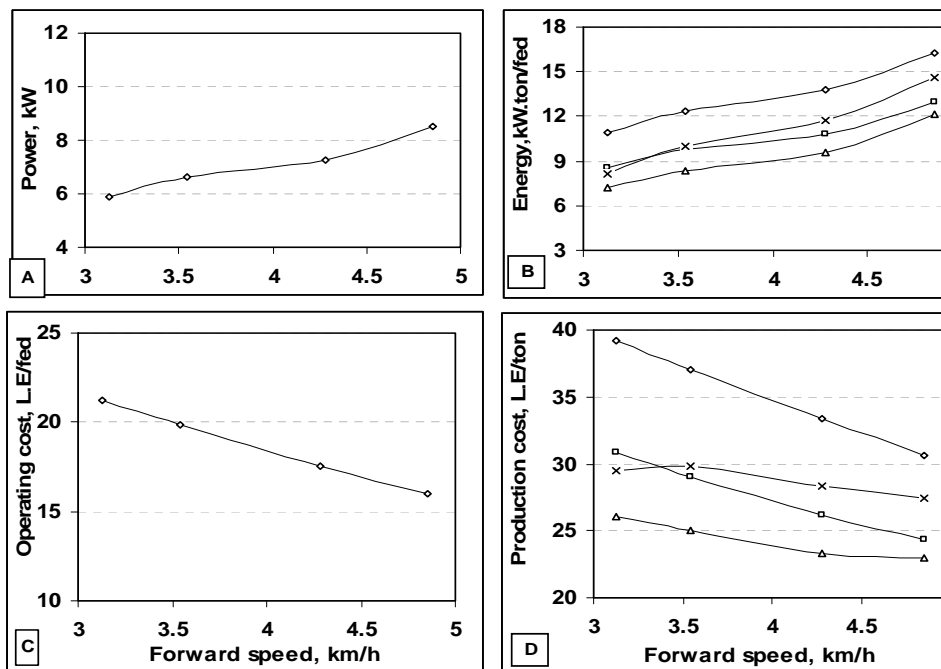 12
10
8
6
4
Power, kW
3 3.5 4 4.5 5
A
18
15
12
9
6
3
Energy,kW.ton/fed
3 3.5 4 4.5
B
25
20
15
10
Operating cost, L.E/fed
3 3.5 4 4.5 5
Forward speed, km/h
C
40
35
30
25
20
Production cost, L.E/ton
3 3.5 4 4.5
Forward speed, km/h
D